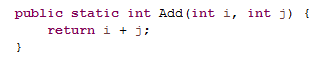 public static int Add(int i, int j) {
    return i + j;
}